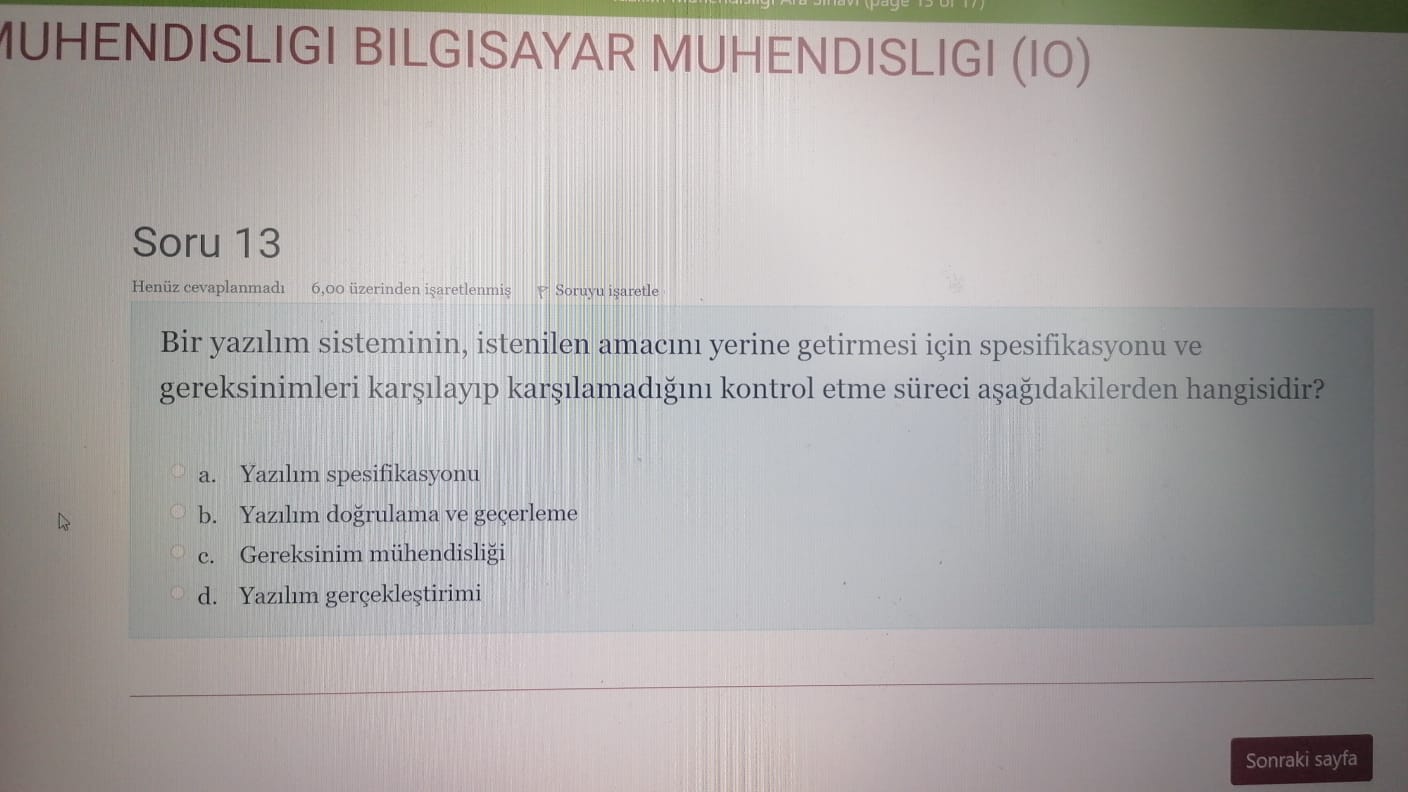 Ara Sınavı (page 15 of 17)
MUHENDISLIGI BILGISAYAR MUHENDISLIGI (IO)
Soru 13
Henüz cevaplanmadı 6,00 üzerinden işaretlenmiş Soruyu işaretle
Bir yazılım sisteminin, istenilen amacını yerine getirmesi için spesifikasyonu ve
gereksinimleri karşılayıp karşılamadığını kontrol etme süreci aşağıdakilerden hangisidir?
a. Yazılım spesifikasyonu
b. Yazılım doğrulama ve geçerleme
c. Gereksinim mühendisliği
d. Yazılım gerçekleştirimi
Sonraki sayfa